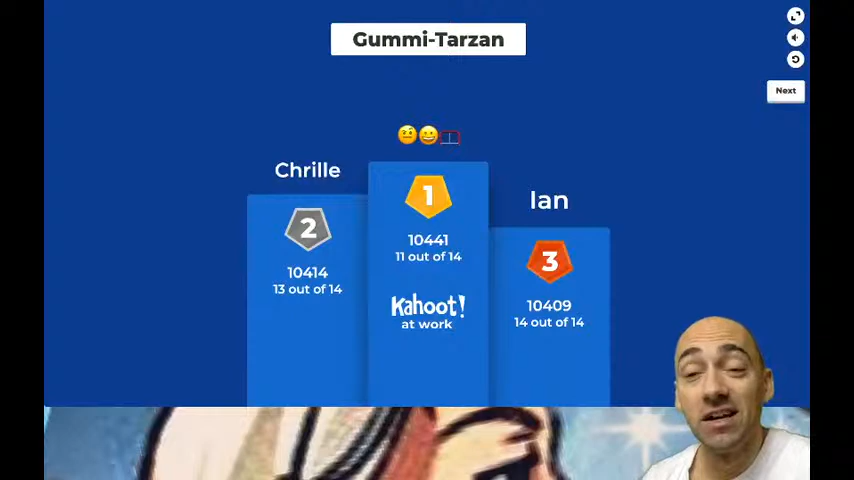 Gummi-Tarzan
Next
Chrille
Ian
1
2
3
10441
11 out of 14
10414
13 out of 14
10409
14 out of 14
Kahoot!
at work